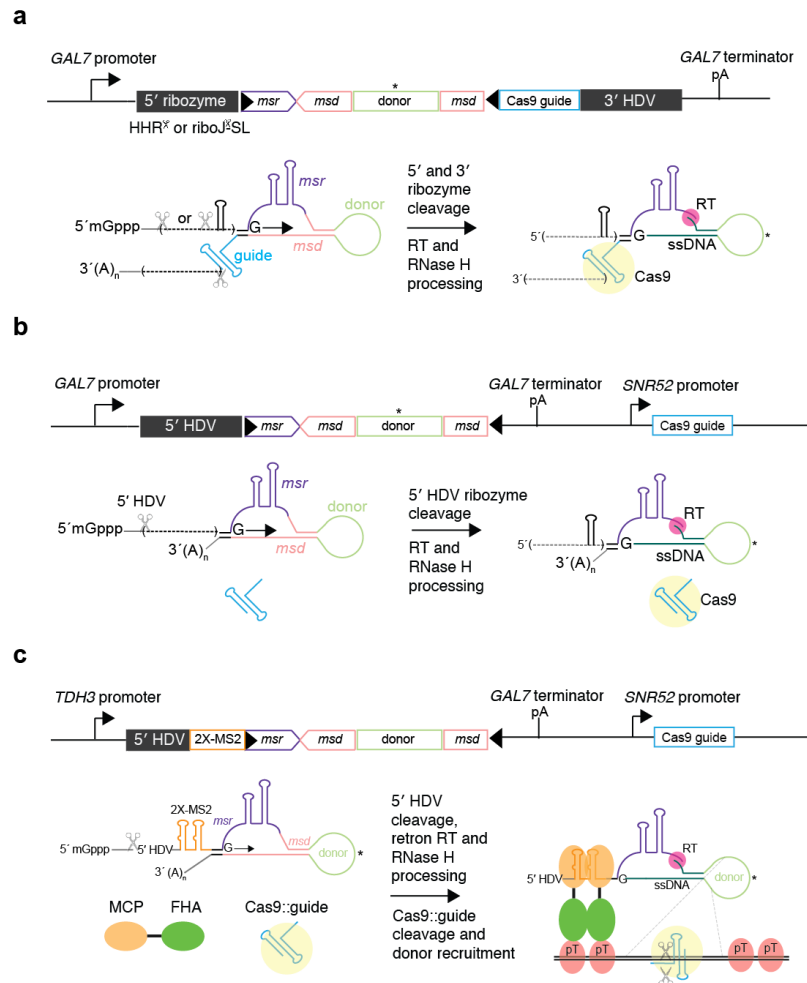 a
GAL7 promoter
GAL7 terminator
pA
*
5′ ribozyme
msr
msd
donor
msd
Cas9 guide
3′ HDV
HHR or riboJ SL
5′mGppp
or
G
msr
msd
donor
guide
3′(A)n
5′ and 3′
ribozyme
cleavage
RT and
RNase H
processing
RT
5′(
G
ssDNA
*
3′(
Cas9
b
GAL7 promoter
GAL7 terminator
pA
SNR52 promoter
*
5′ HDV
msr
msd
donor
msd
Cas9 guide
msr
donor
5′ HDV
5′mGppp
G
msd
3′(A)n
5′ HDV ribozyme
cleavage
RT and
RNase H
processing
RT
5′(
G
ssDNA
*
3′(A)n
Cas9
c
TDH3 promoter
GAL7 terminator
pA
SNR52 promoter
5′ HDV
2X-MS2
msr
msd
donor
msd
Cas9 guide
2X-MS2
msr
msd
5′ mGppp
5′ HDV
G
donor
*
3′(A)n
MCP
FHA
Cas9::guide
5′ HDV
cleavage,
retron RT and
RNase H
processing
Cas9::guide
cleavage and
donor recruitment
RT
5′ HDV
G
ssDNA
donor
*
pT
pT
pT
pT